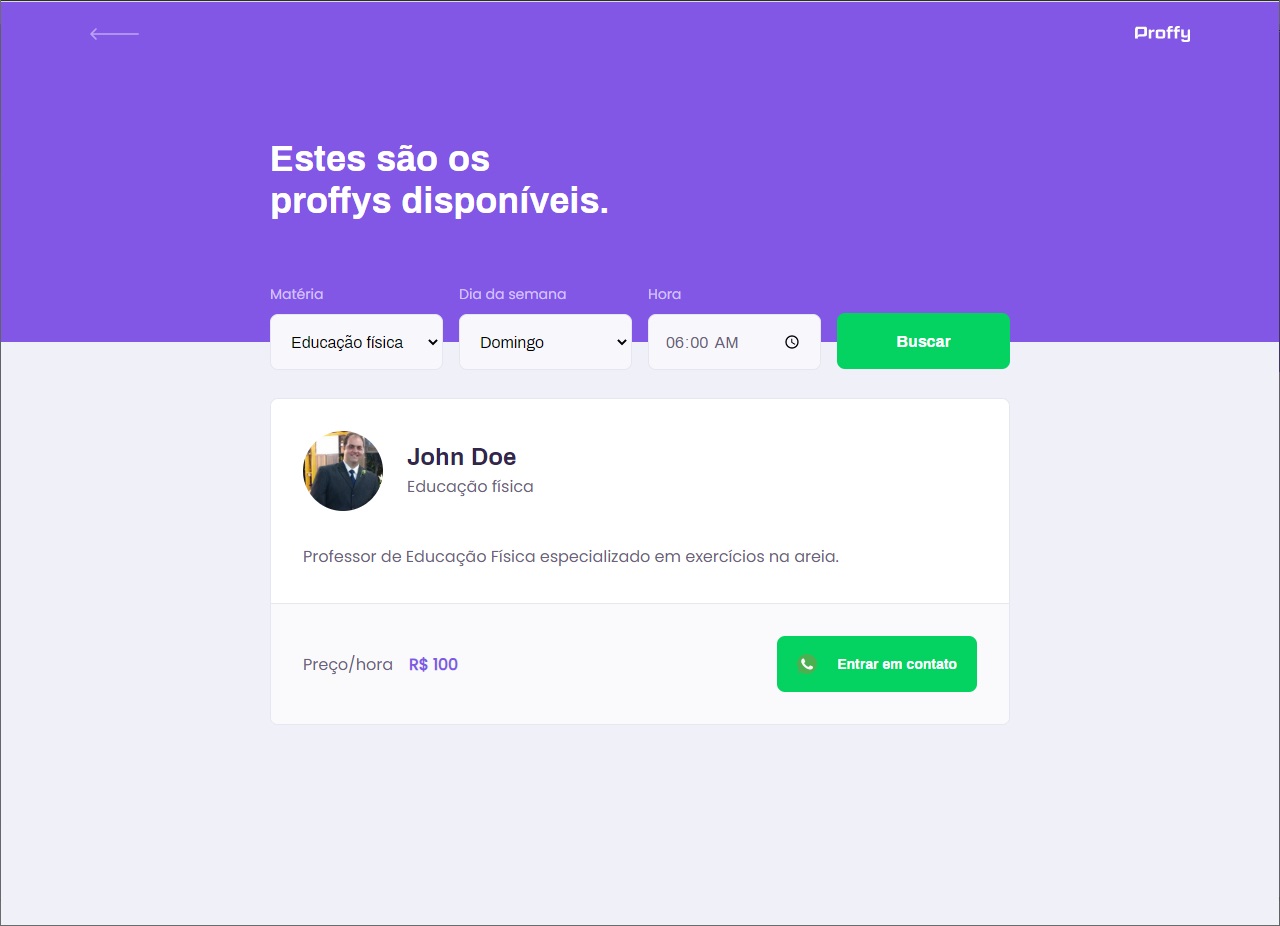 Proffy
Estes são os
proffys disponíveis.
Matéria
Dia da semana
Hora
Educação física
Domingo
06:00 AM
Buscar
John Doe
Educação física
Professor de Educação Física especializado em exercícios na areia.
Preço/hora R$ 100
Entrar em contato